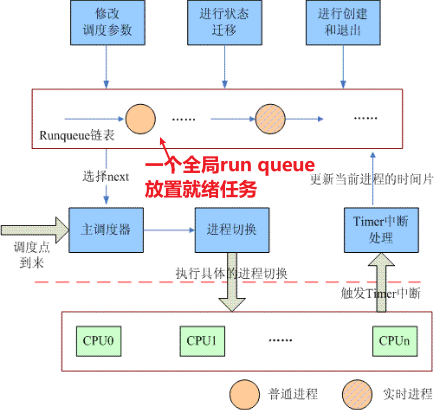 修改
调度参数
进行状态
迁移
进行创建
和退出
……
……
Runqueue链表
一个全局run queue
放置就绪任务
选择next
更新当前进程的时间片
调度点
到来
主调度器
进程切换
Timer中断
处理
执行具体的进程切换
触发Timer中断
CPU0
CPU1
……
CPUn
普通进程
实时进程